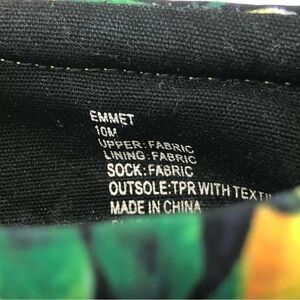 EMMET
10M
UPPER: FABRIC
LINING: FABRIC
SOCK: FABRIC
OUTSOLE: TPR WITH TEXTI
MADE IN CHINA